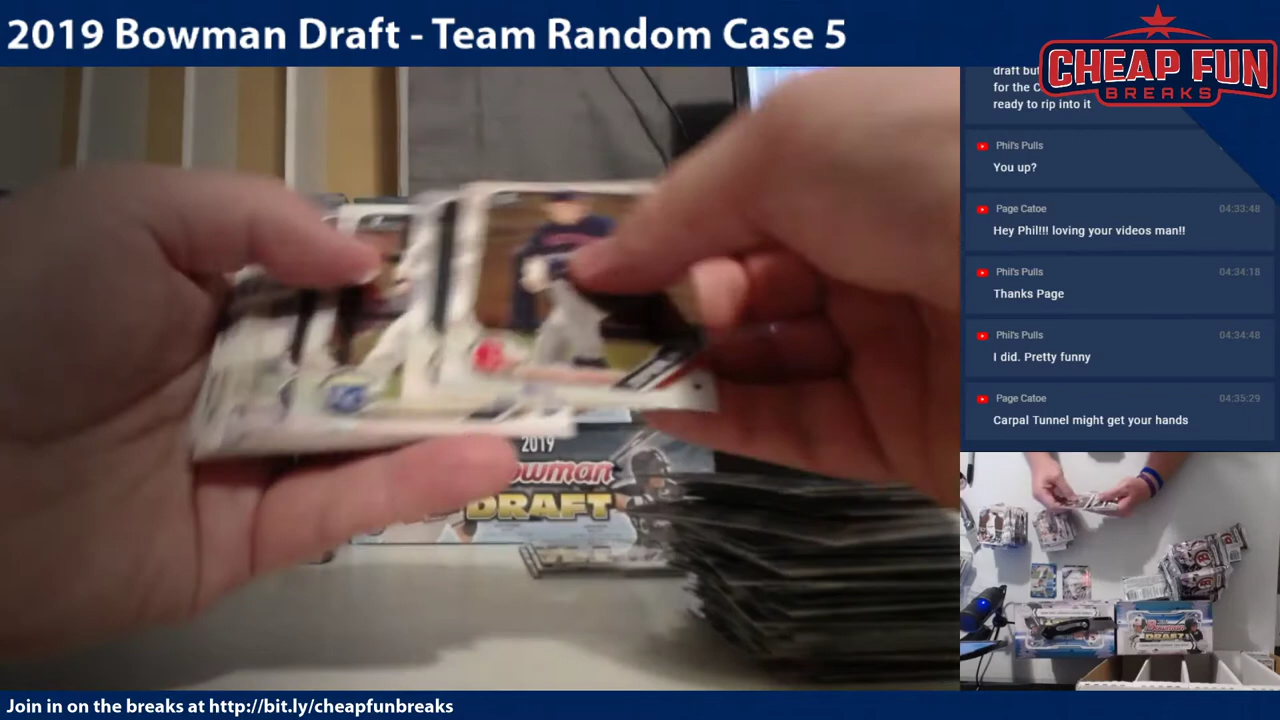 2019 Bowman Draft - Team Random Case 5
CHEAP FUN
BREAKS
draft but
for the C
ready to rip into it
Phil's Pulls
You up?
Page Catoe 04:33:48
Hey Phil!!! loving your videos man!!
Phil's Pulls 04:34:18
Thanks Page
Phil's Pulls 04:34:48
I did. Pretty funny
Page Catoe 04:35:29
Carpal Tunnel might get your hands
2019
Bowman
DRAFT
DRAFT
Join in on the breaks at http://bit.ly/cheapfunbreaks